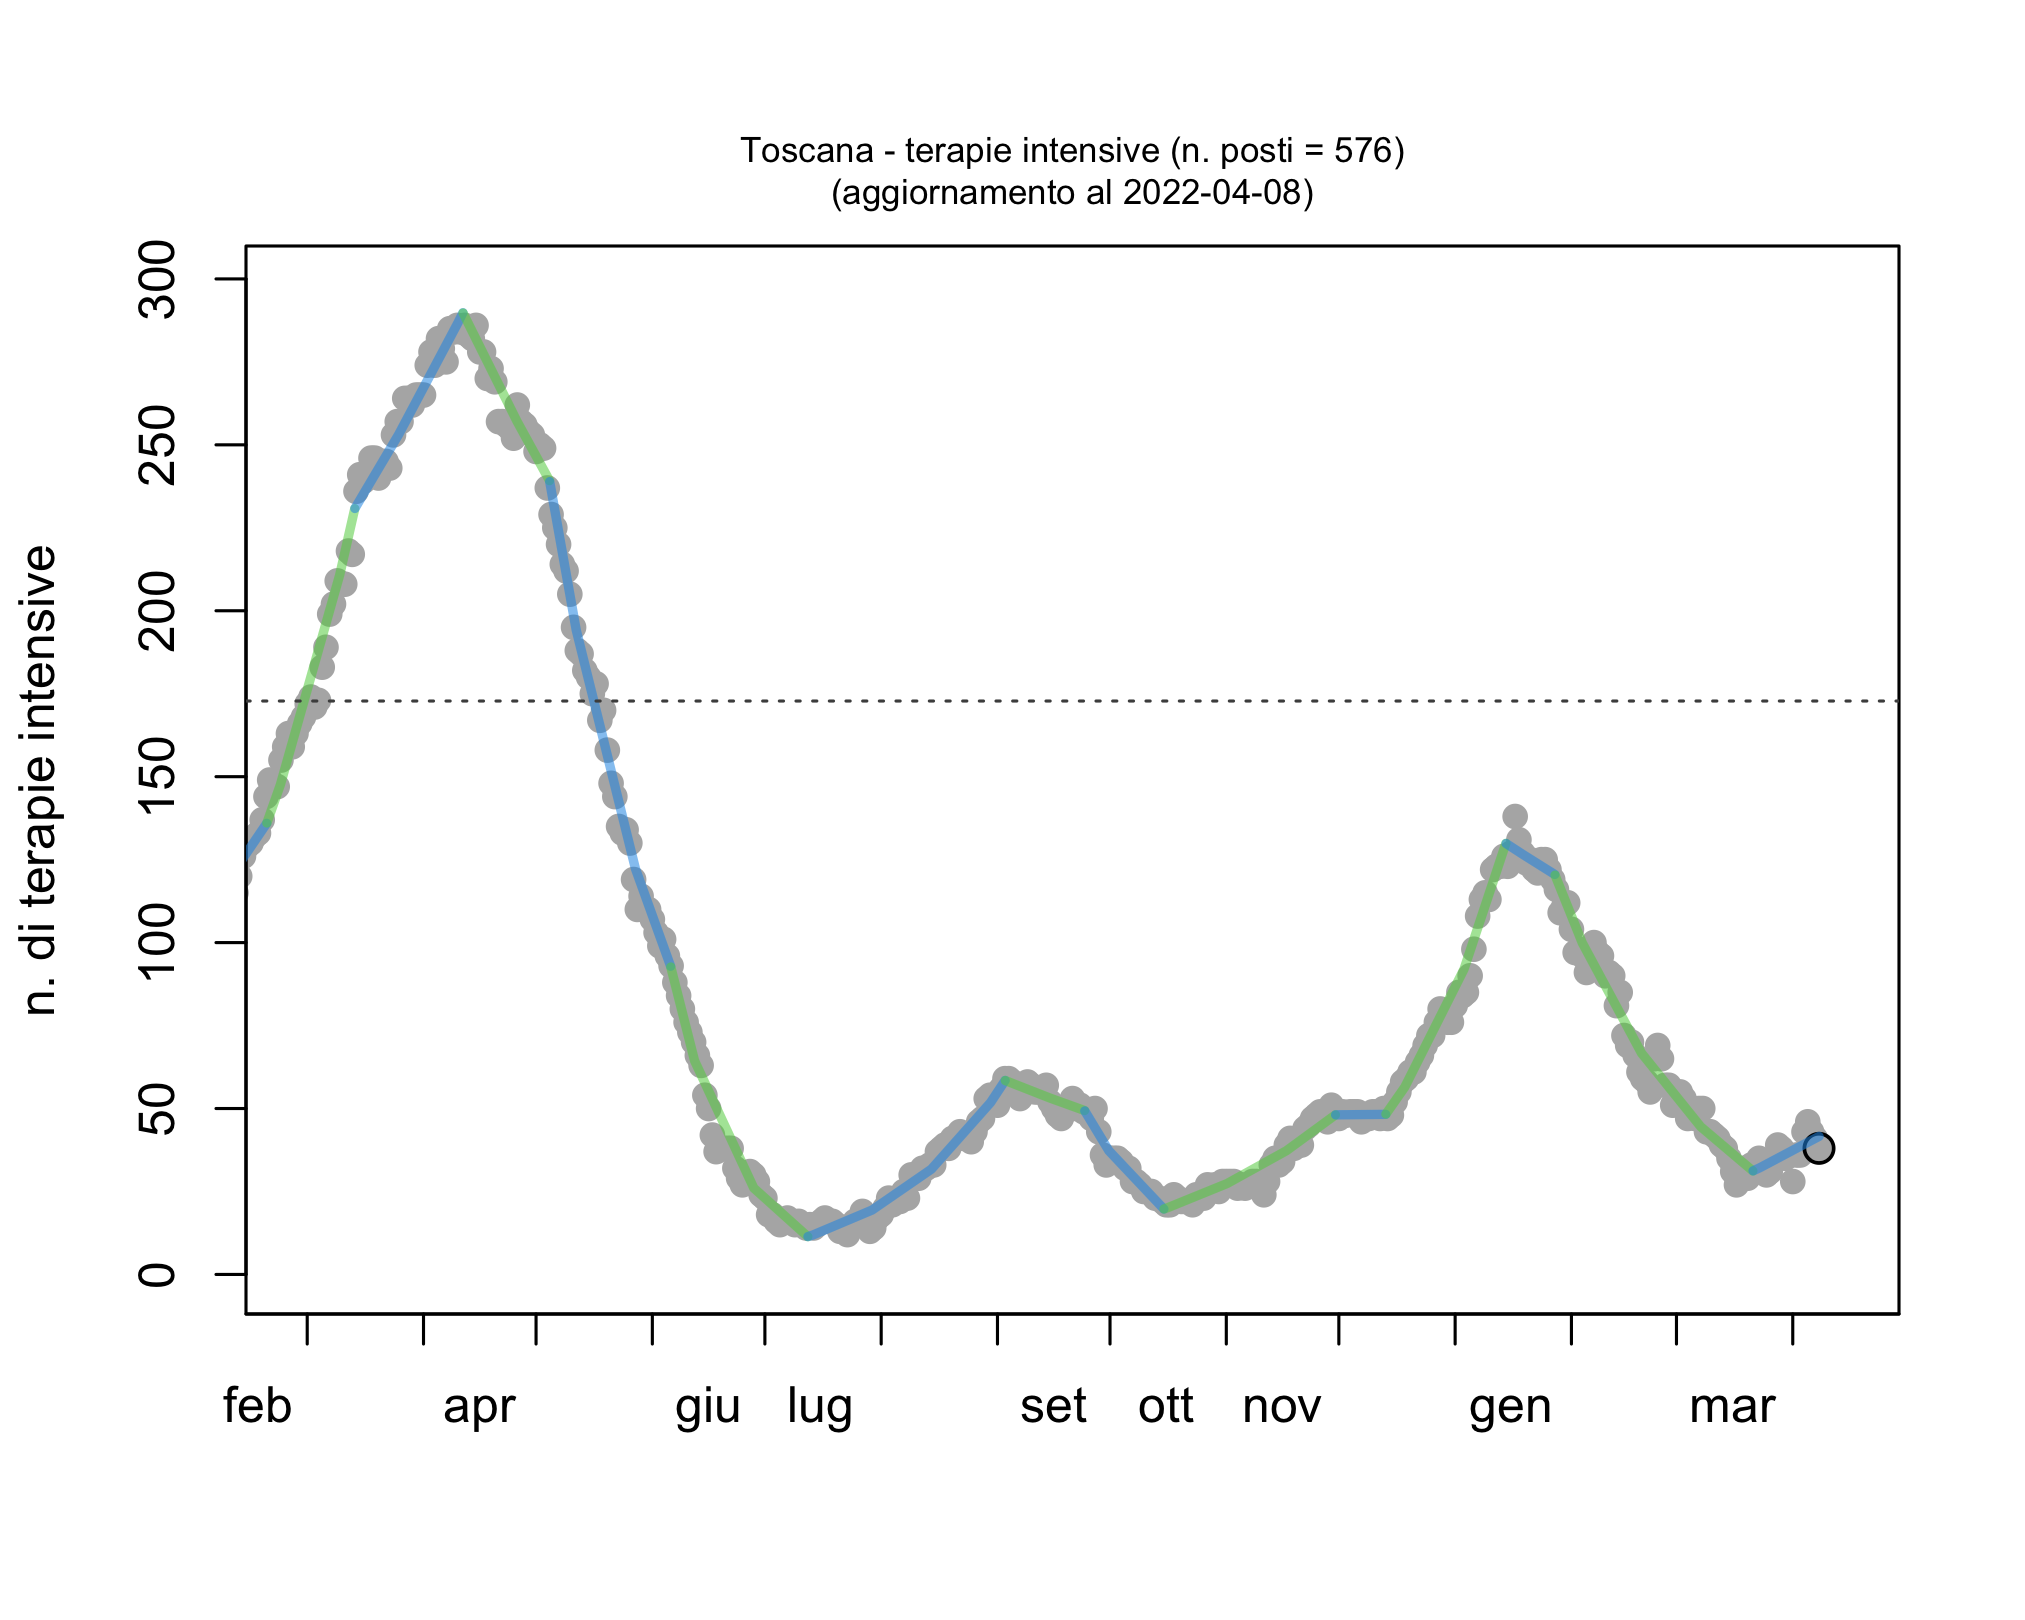 Toscana - terapie intensive (n. posti = 576)
(aggiornamento al 2022-04-08)
n. di terapie intensive
300
250
200
150
100
50
0
feb apr giu lug set ott nov gen mar